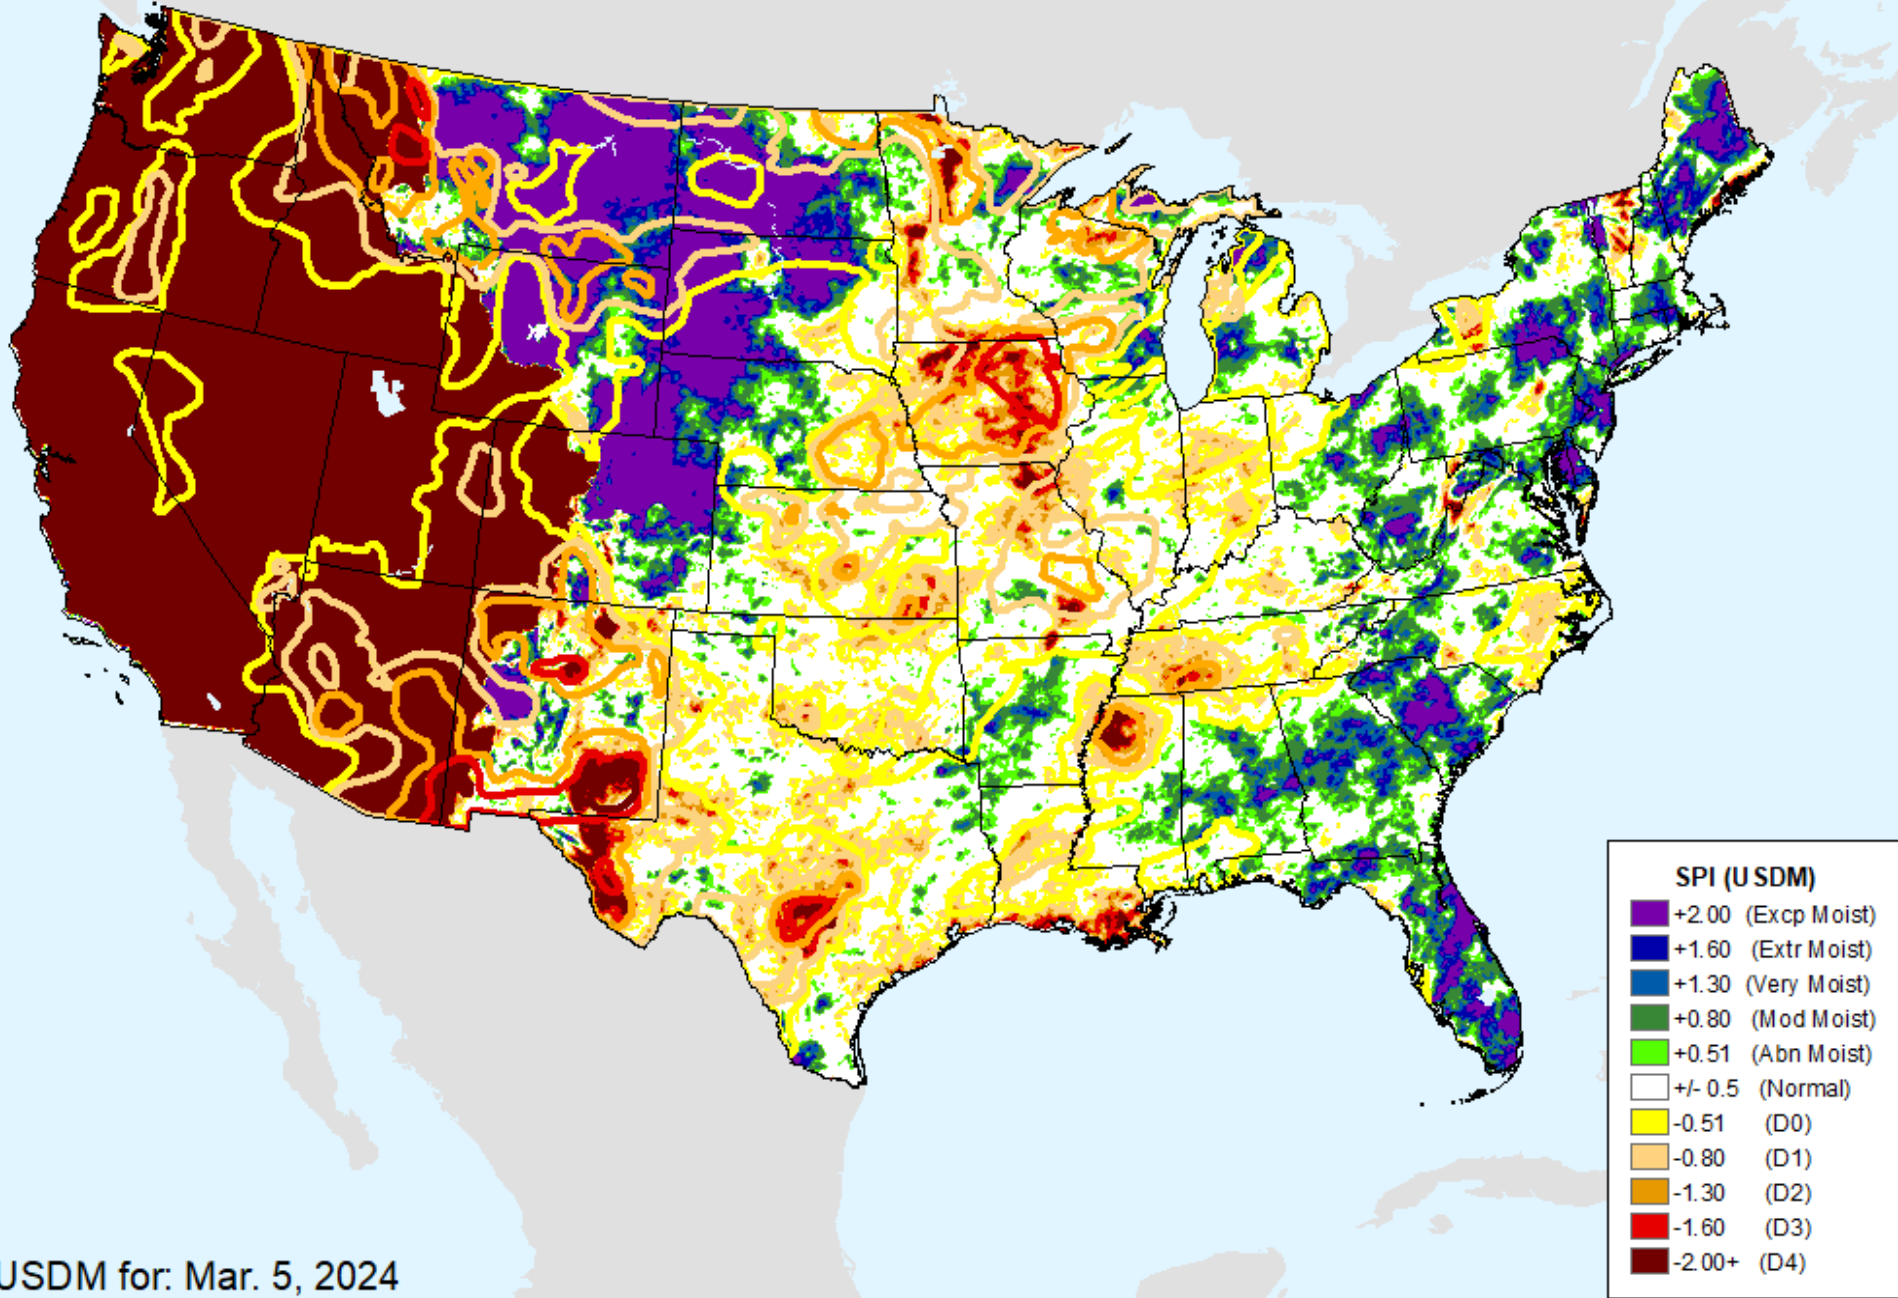 SPI (USDM)
+2.00 (Excp Moist)
+1.60 (Extr Moist)
+1.30 (Very Moist)
+0.80 (Mod Moist)
+0.51 (Abn Moist)
+/- 0.5 (Normal)
-0.51 (D0)
-0.80 (D1)
-1.30 (D2)
-1.60 (D3)
-2.00+ (D4)
USDM for: Mar. 5, 2024